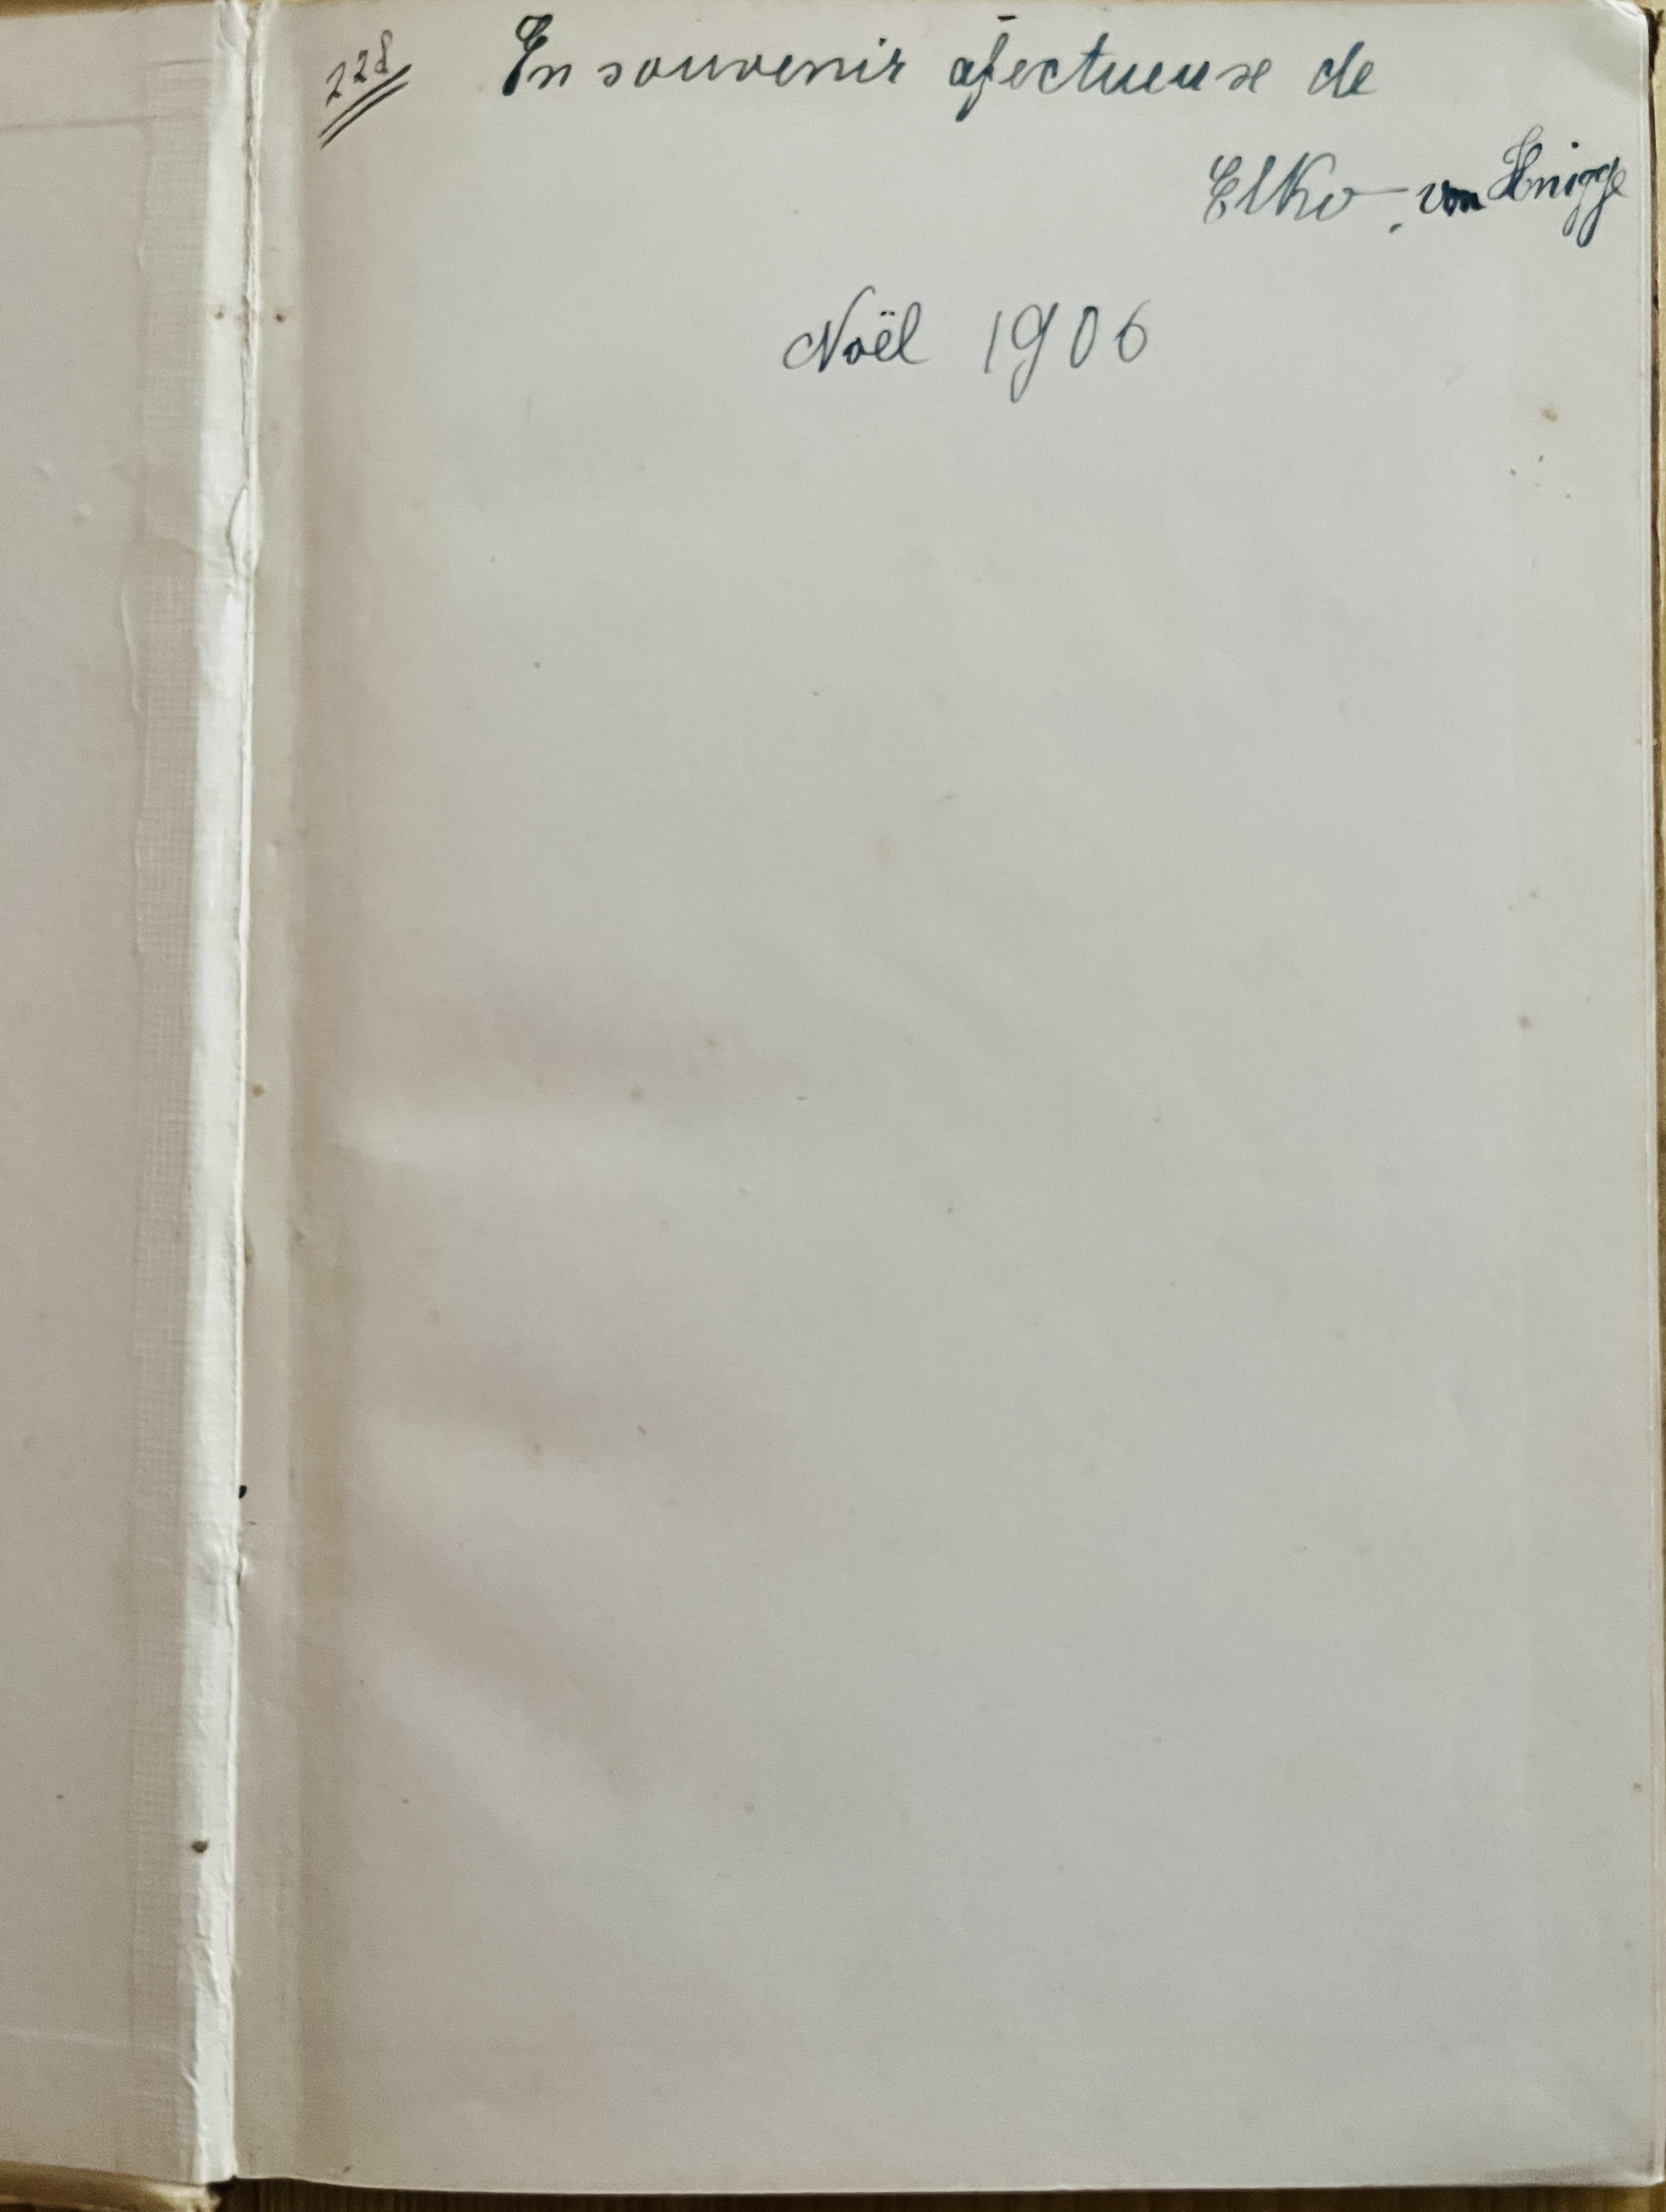 228 En souvenir afectueuse de
Elko von Knigge
Noël 1906